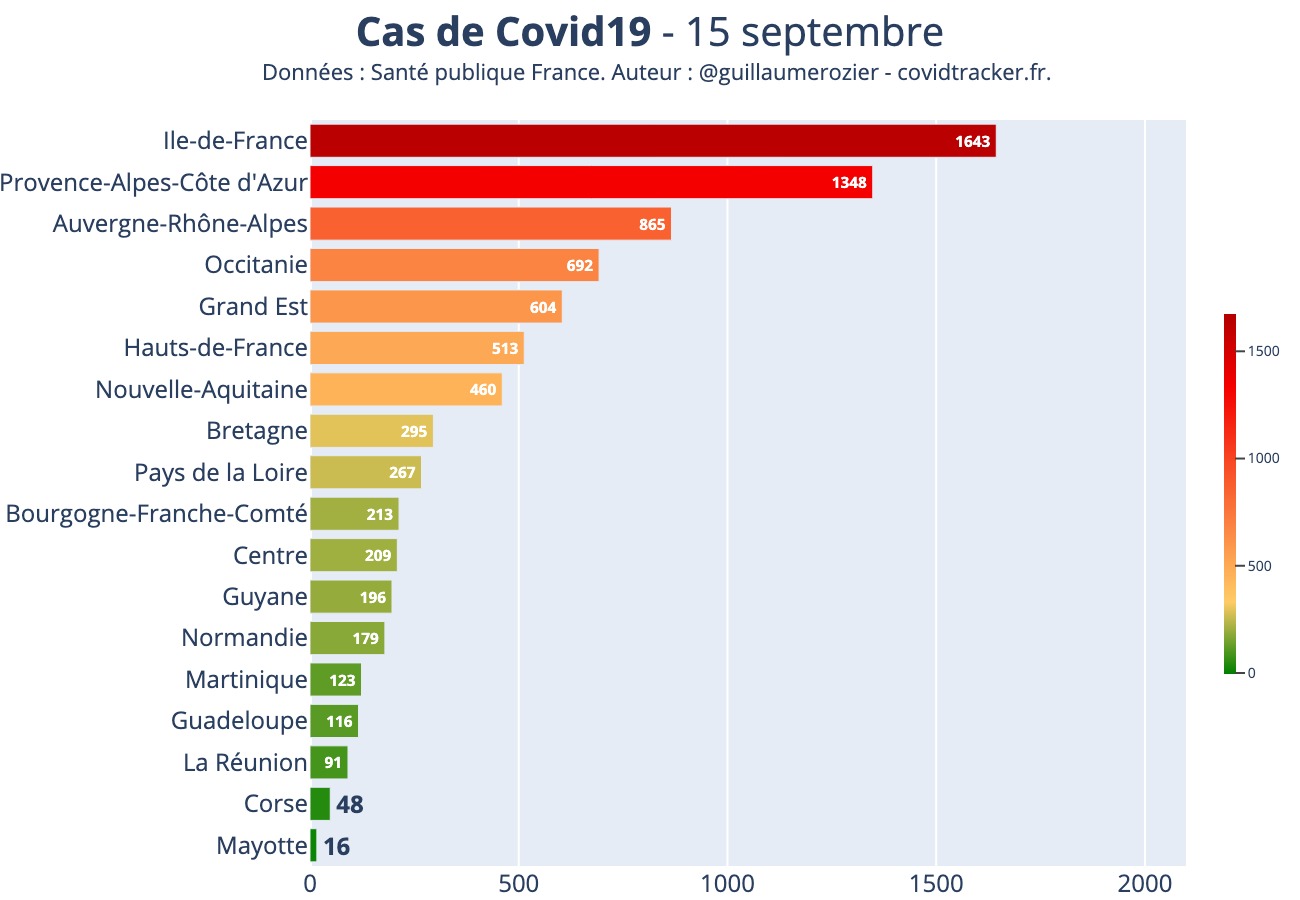 Cas de Covid19 - 15 septembre
Données : Santé publique France. Auteur : @guillaumerozier - covidtracker.fr.
Ile-de-France 1643
Provence-Alpes-Côte d'Azur 1348
Auvergne-Rhône-Alpes 865
Occitanie 692
Grand Est 604
Hauts-de-France 513
Nouvelle-Aquitaine 460
Bretagne 295
Pays de la Loire 267
Bourgogne-Franche-Comté 213
Centre 209
Guyane 196
Normandie 179
Martinique 123
Guadeloupe 116
La Réunion 91
Corse 48
Mayotte 16
0 500 1000 1500 2000
1500
1000
500
0